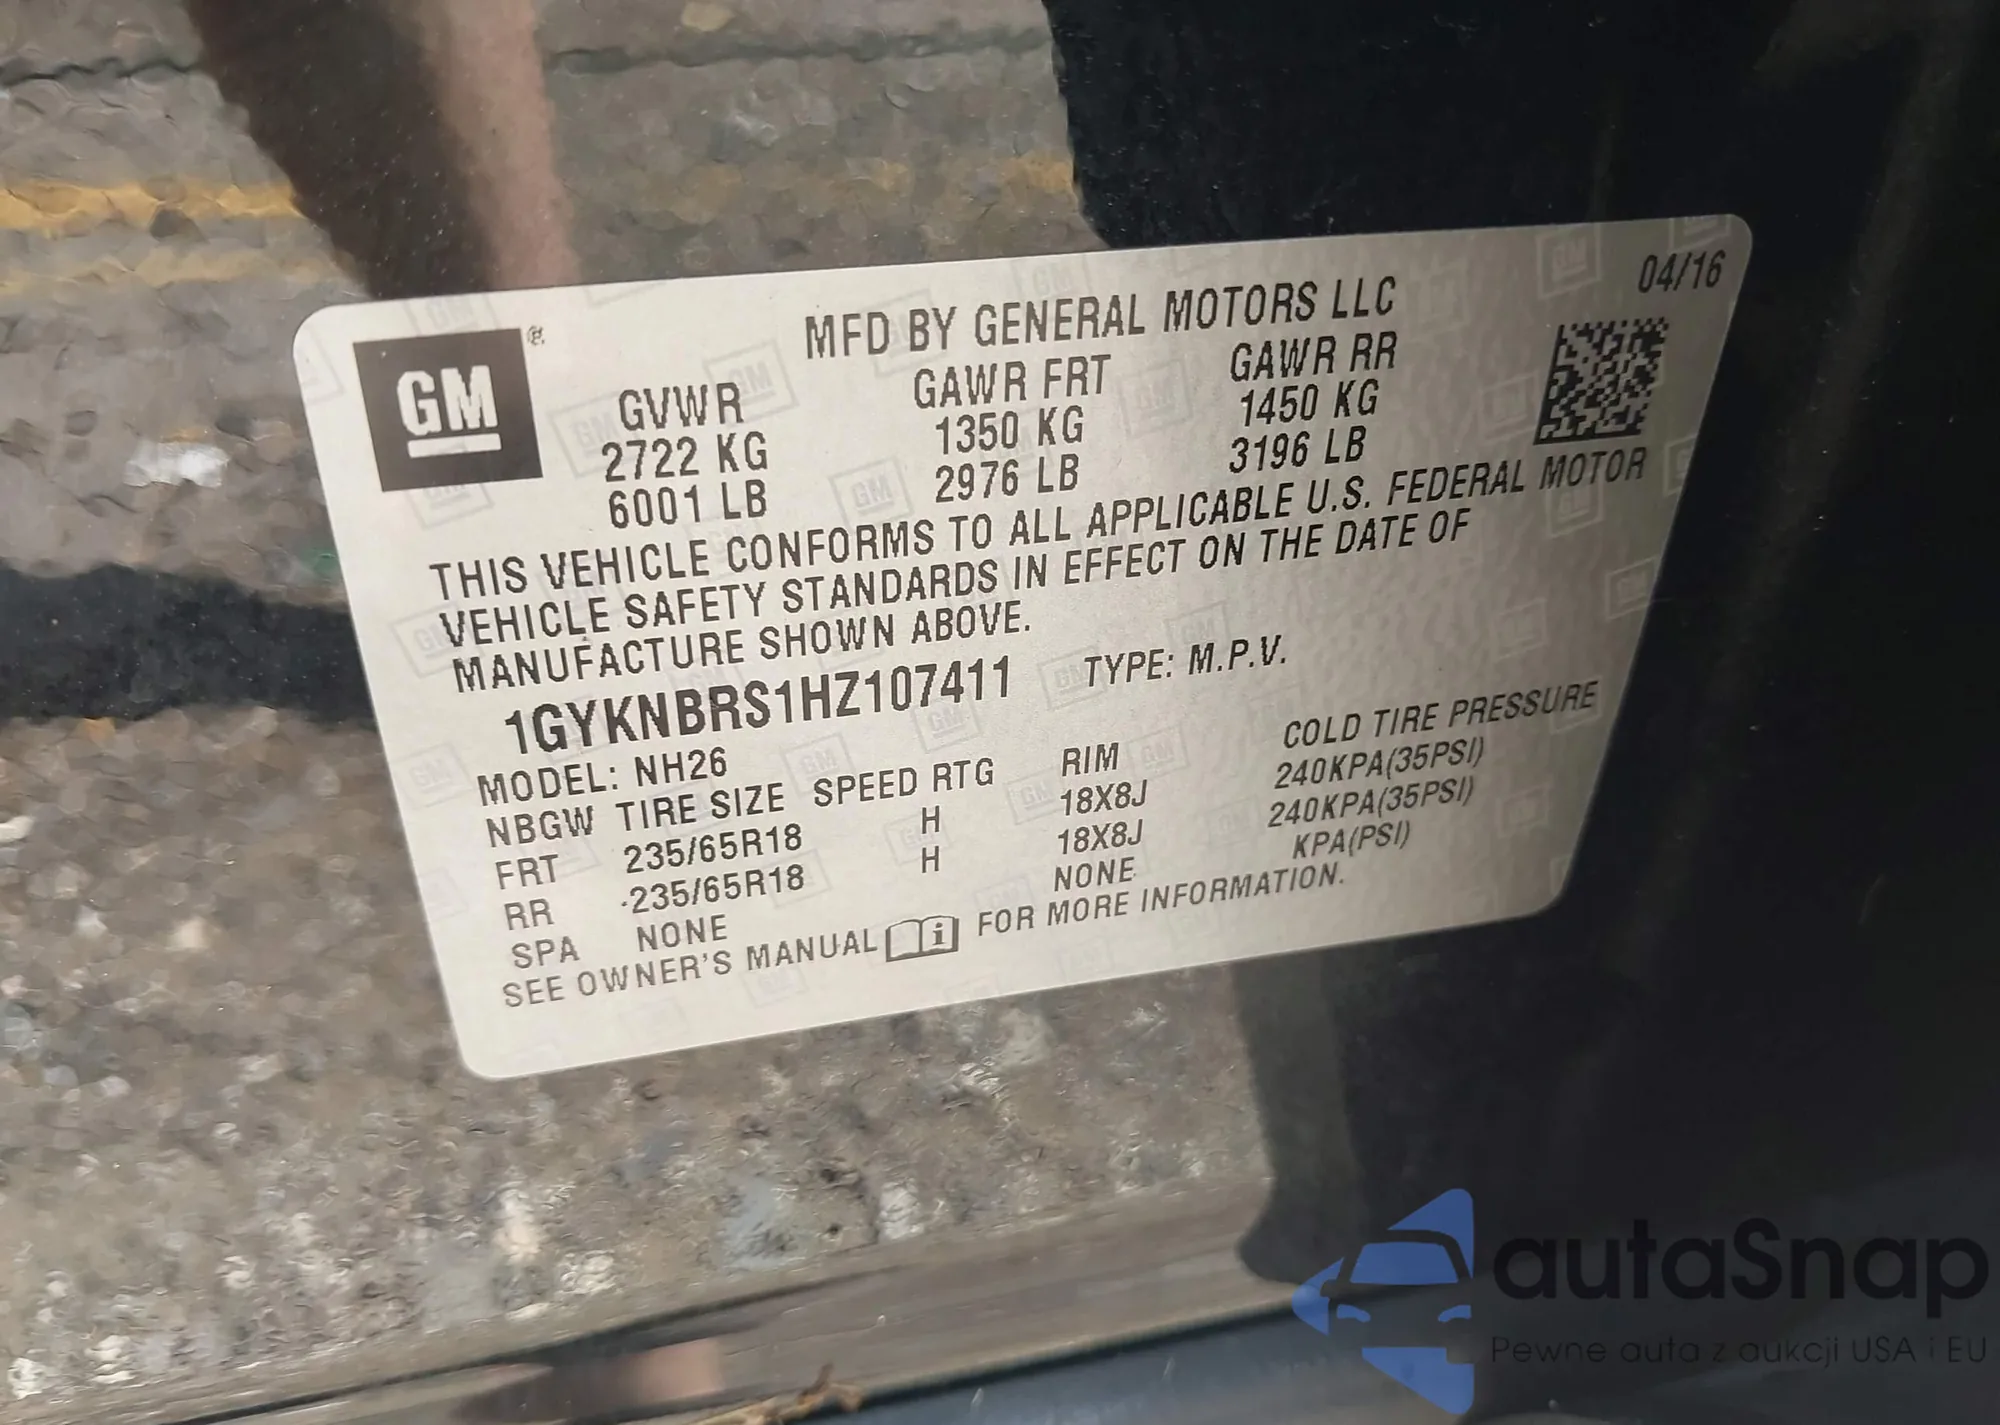 04/16
MFD BY GENERAL MOTORS LLC
GM®
GVWR GAWR FRT GAWR RR
2722 KG 1350 KG 1450 KG
6001 LB 2976 LB 3196 LB
THIS VEHICLE CONFORMS TO ALL APPLICABLE U.S. FEDERAL MOTOR
VEHICLE SAFETY STANDARDS IN EFFECT ON THE DATE OF
MANUFACTURE SHOWN ABOVE.
1GYKNBRS1HZ107411 TYPE: M.P.V.
MODEL: NH26
NBGW TIRE SIZE SPEED RTG RIM COLD TIRE PRESSURE
FRT 235/65R18 H 18X8J 240KPA(35PSI)
RR 235/65R18 H 18X8J 240KPA(35PSI)
SPA NONE NONE KPA(PSI)
SEE OWNER'S MANUAL FOR MORE INFORMATION.
autaSnap
Pewne auta z aukcji USA i EU